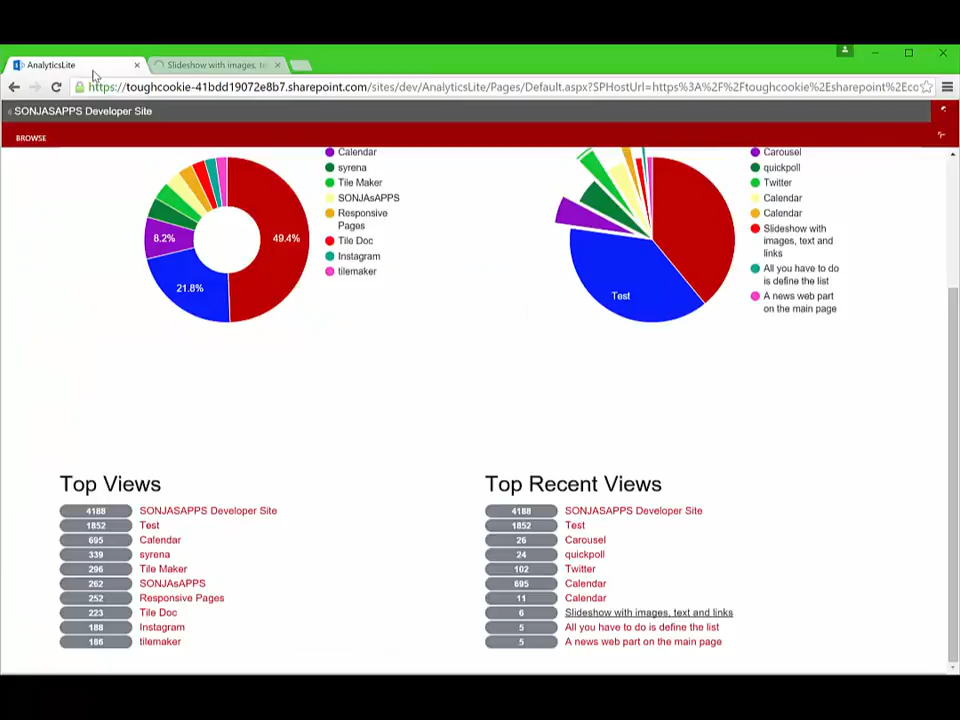 AnalyticsLite
Slideshow with images, te
https://toughcookie-41bdd19072e8b7.sharepoint.com/sites/dev/AnalyticsLite/Pages/Default.aspx?SPHostUrl=https%3A%2F%2Ftoughcookie%2Esharepoint%2Ecc
SONJASAPPS Developer Site
BROWSE
Calendar
syrena
Tile Maker
SONJAsAPPS
Responsive
Pages
Tile Doc
Instagram
tilemaker
8.2%
49.4%
21.8%
Carousel
quickpoll
Twitter
Calendar
Calendar
Slideshow with
images, text and
links
All you have to do
is define the list
A news web part
on the main page
Test
Top Views
4188 SONJASAPPS Developer Site
1852 Test
695 Calendar
339 syrena
296 Tile Maker
262 SONJAsAPPS
252 Responsive Pages
223 Tile Doc
188 Instagram
186 tilemaker
Top Recent Views
4188 SONJASAPPS Developer Site
1852 Test
26 Carousel
24 quickpoll
102 Twitter
695 Calendar
11 Calendar
6 Slideshow with images, text and links
5 All you have to do is define the list
5 A news web part on the main page